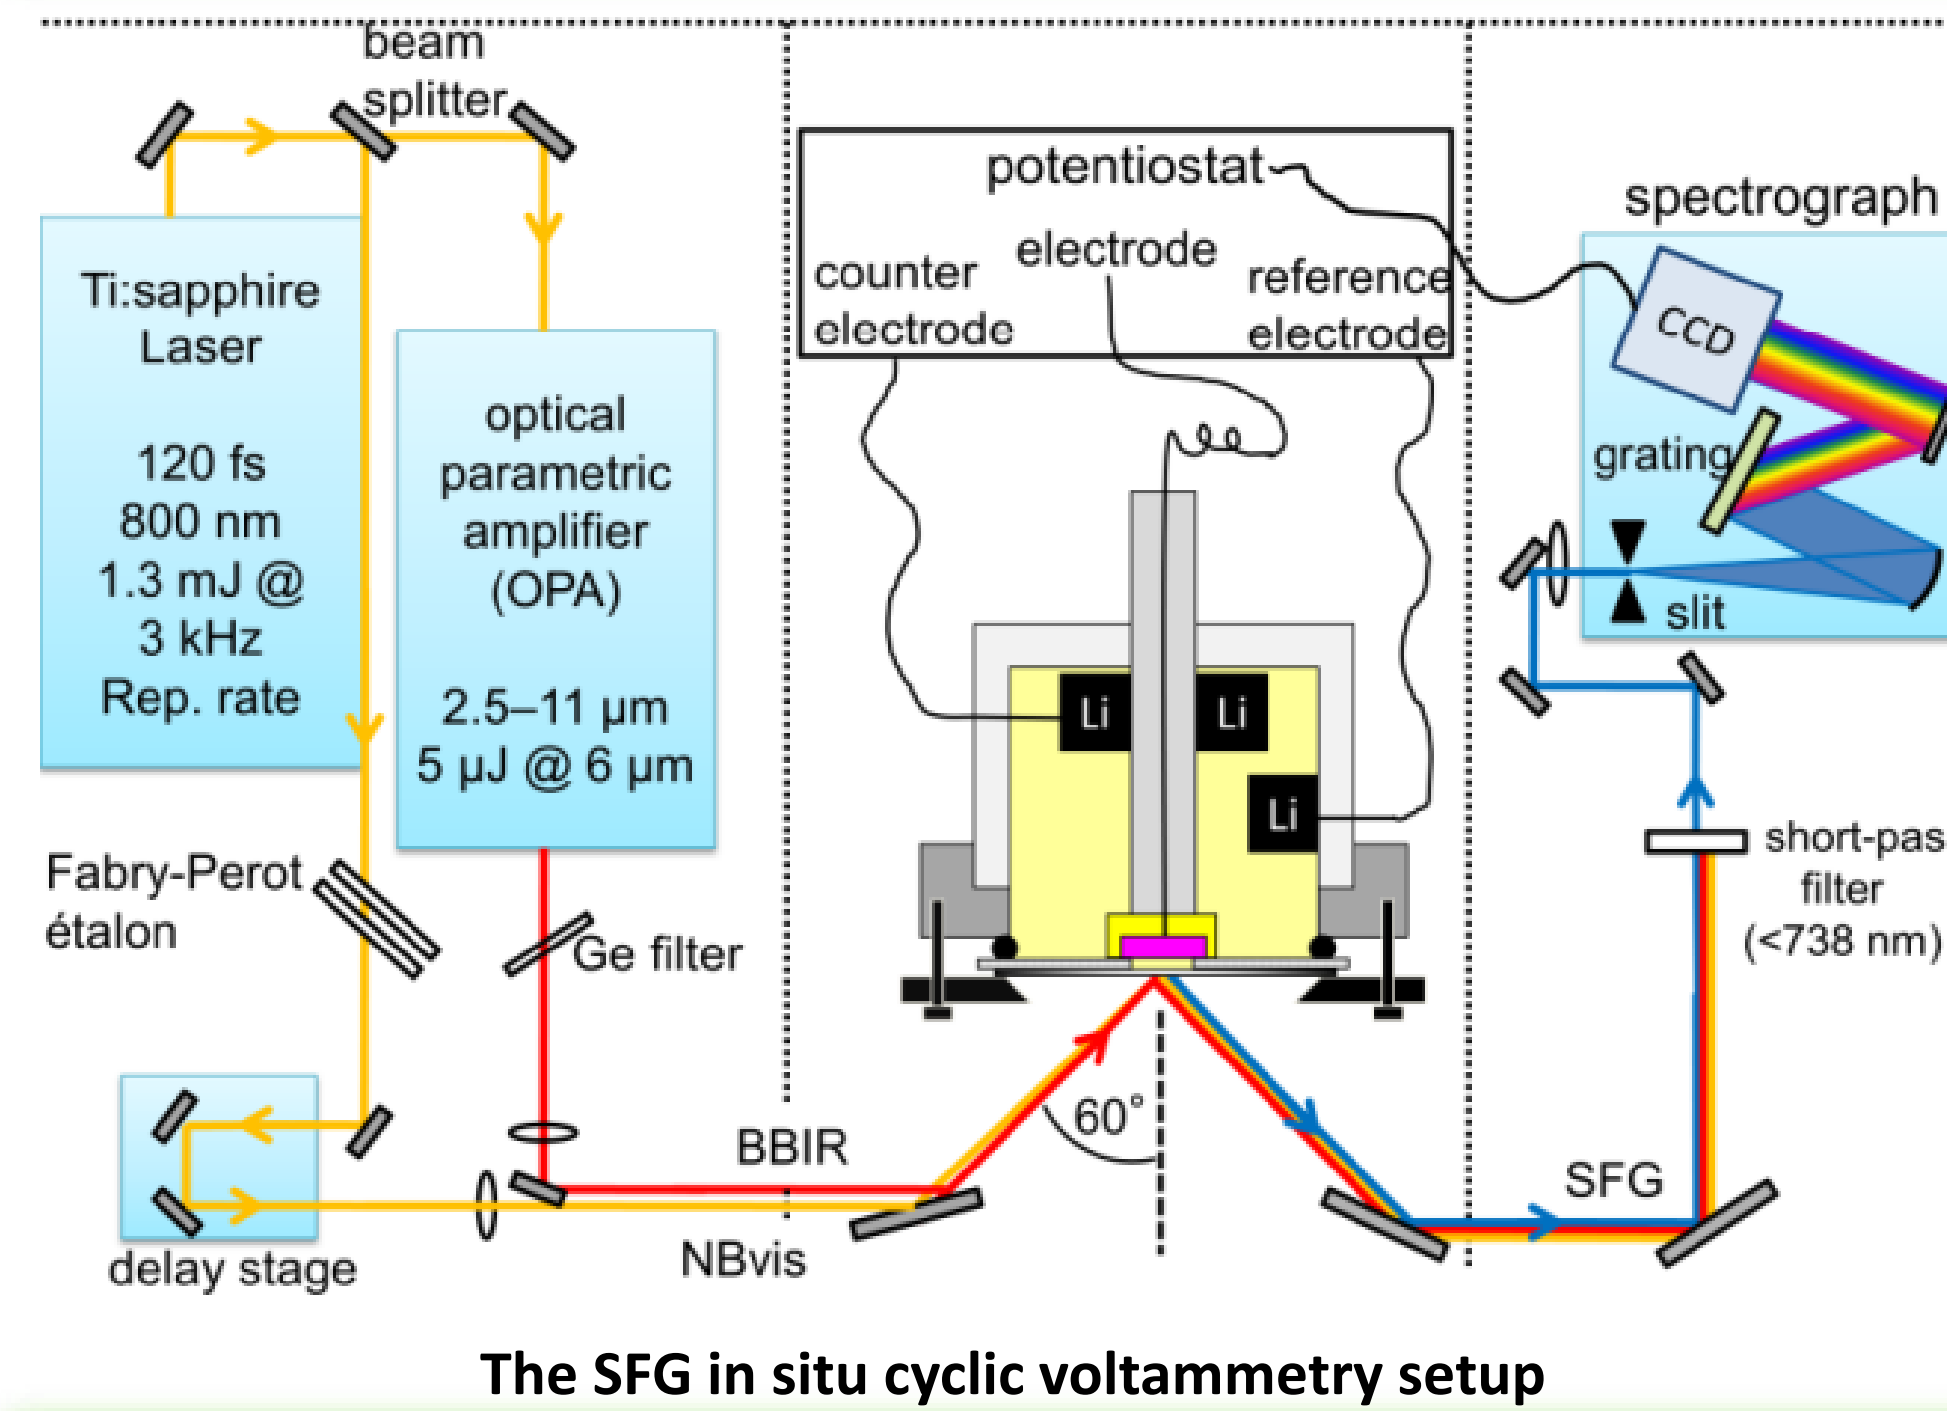 beam
splitter
Ti:sapphire
Laser
120 fs
800 nm
1.3 mJ @
3 kHz
Rep. rate
optical
parametric
amplifier
(OPA)
2.5–11 µm
5 µJ @ 6 µm
Fabry-Perot
étalon
Ge filter
delay stage
BBIR
NBvis
potentiostat
counter
electrode
electrode
reference
electrode
Li
Li
Li
60°
spectrograph
CCD
grating
slit
short-pas
filter
(<738 nm)
SFG
The SFG in situ cyclic voltammetry setup